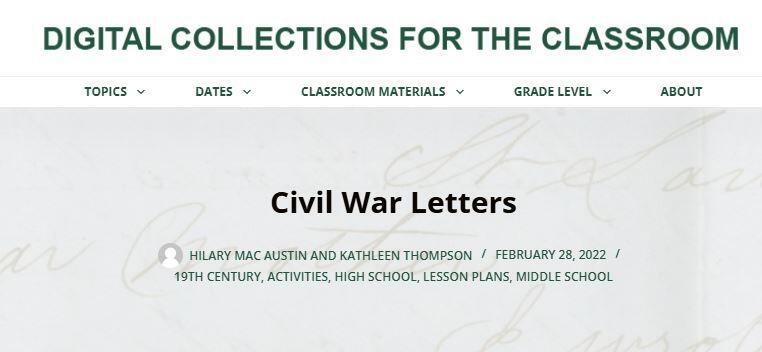 DIGITAL COLLECTIONS FOR THE CLASSROOM
TOPICS DATES CLASSROOM MATERIALS GRADE LEVEL ABOUT
Civil War Letters
HILARY MAC AUSTIN AND KATHLEEN THOMPSON / FEBRUARY 28, 2022 /
19TH CENTURY, ACTIVITIES, HIGH SCHOOL, LESSON PLANS, MIDDLE SCHOOL